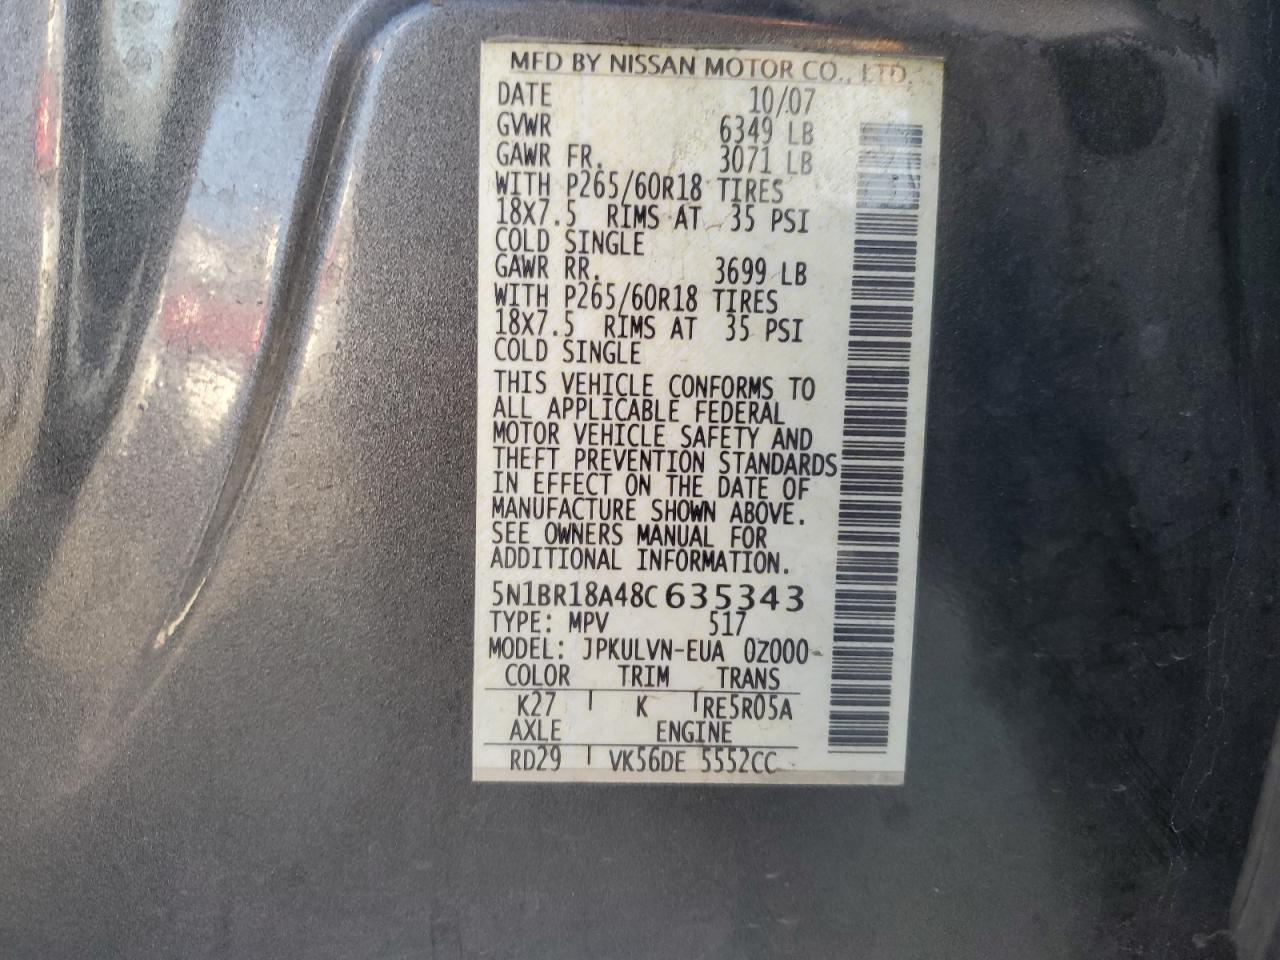 MFD BY NISSAN MOTOR CO., LTD.
DATE 10/07
GVWR 6349 LB
GAWR FR. 3071 LB
WITH P265/60R18 TIRES
18X7.5 RIMS AT 35 PSI
COLD SINGLE
GAWR RR. 3699 LB
WITH P265/60R18 TIRES
18X7.5 RIMS AT 35 PSI
COLD SINGLE
THIS VEHICLE CONFORMS TO
ALL APPLICABLE FEDERAL
MOTOR VEHICLE SAFETY AND
THEFT PREVENTION STANDARDS
IN EFFECT ON THE DATE OF
MANUFACTURE SHOWN ABOVE.
SEE OWNERS MANUAL FOR
ADDITIONAL INFORMATION.
5N1BR18A48C635343
TYPE: MPV 517
MODEL: JPKULVN-EUA 0Z000
COLOR TRIM TRANS
K27 K RE5R05A
AXLE ENGINE
RD29 VK56DE 5552CC